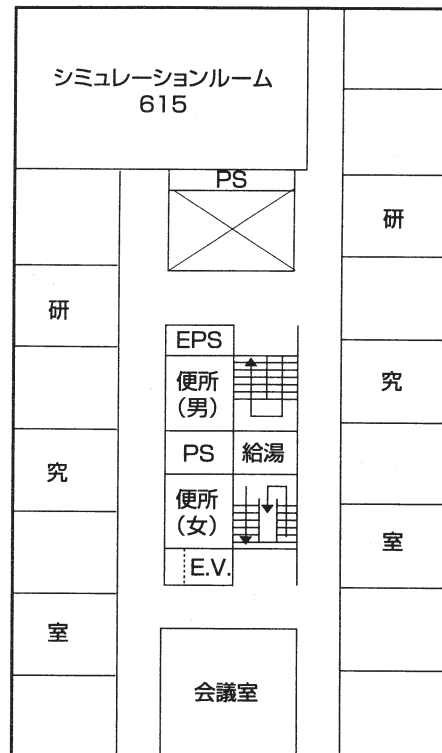 シミュレーションルーム
615
PS
研
究
室
研
究
室
EPS
便所
(男)
PS
給湯
便所
(女)
E.V.
会議室